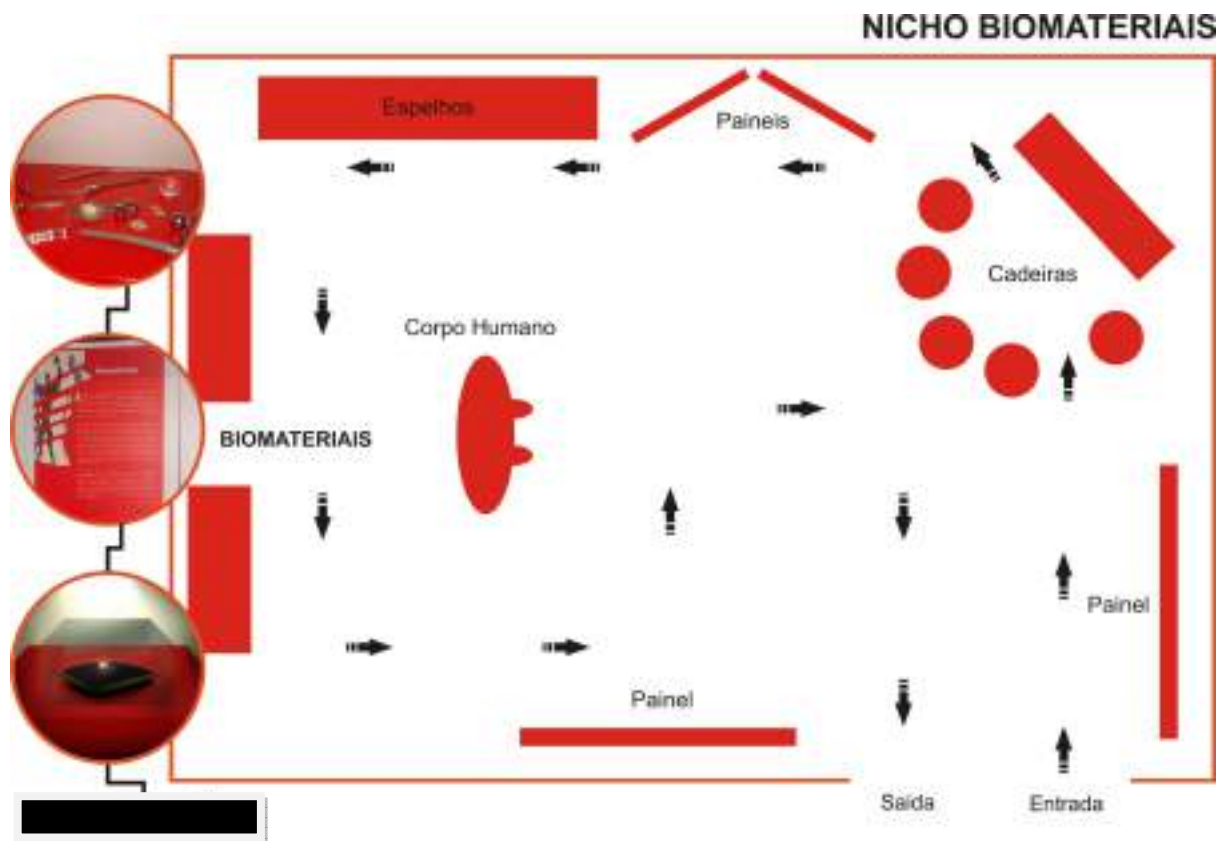 NICHO BIOMATERIAIS
Espelhos
Paineis
Cadeiras
Corpo Humano
BIOMATERIAIS
Painel
Painel
Saída
Entrada